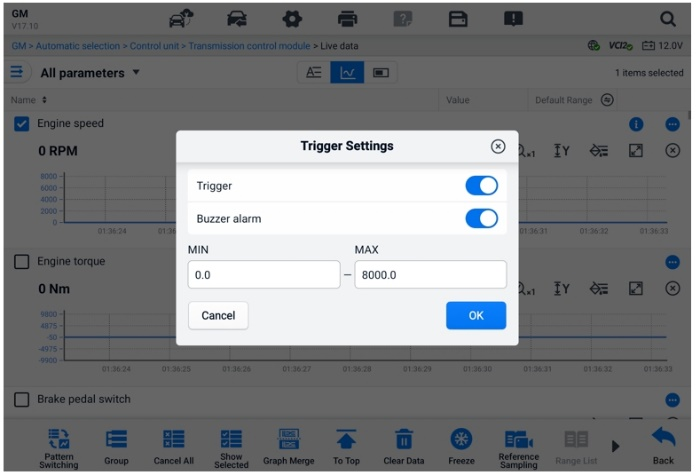 GM
V17.10
GM > Automatic selection > Control unit > Transmission control module > Live data
VCI2
12.0V
All parameters
1 items selected
Name
Value
Default Range
Engine speed
0 RPM
x1
Y
8000
6000
4000
2000
0
01:36:24
01:36:31
01:36:32
01:36:33
Trigger Settings
Trigger
Buzzer alarm
MIN
MAX
0.0
–
8000.0
Cancel
OK
Engine torque
0 Nm
x1
Y
9800
4875
-50
-4975
-9900
01:36:24
01:36:25
01:36:26
01:36:27
01:36:28
01:36:29
01:36:30
01:36:31
01:36:32
01:36:33
Brake pedal switch
Pattern Switching
Group
Cancel All
Show Selected
Graph Merge
To Top
Clear Data
Freeze
Reference Sampling
Range List
Back